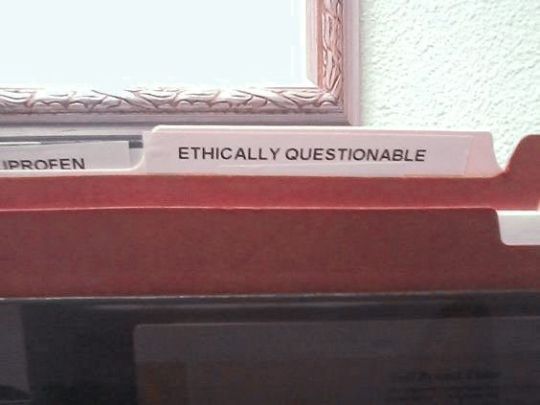 IPROFEN
ETHICALLY QUESTIONABLE